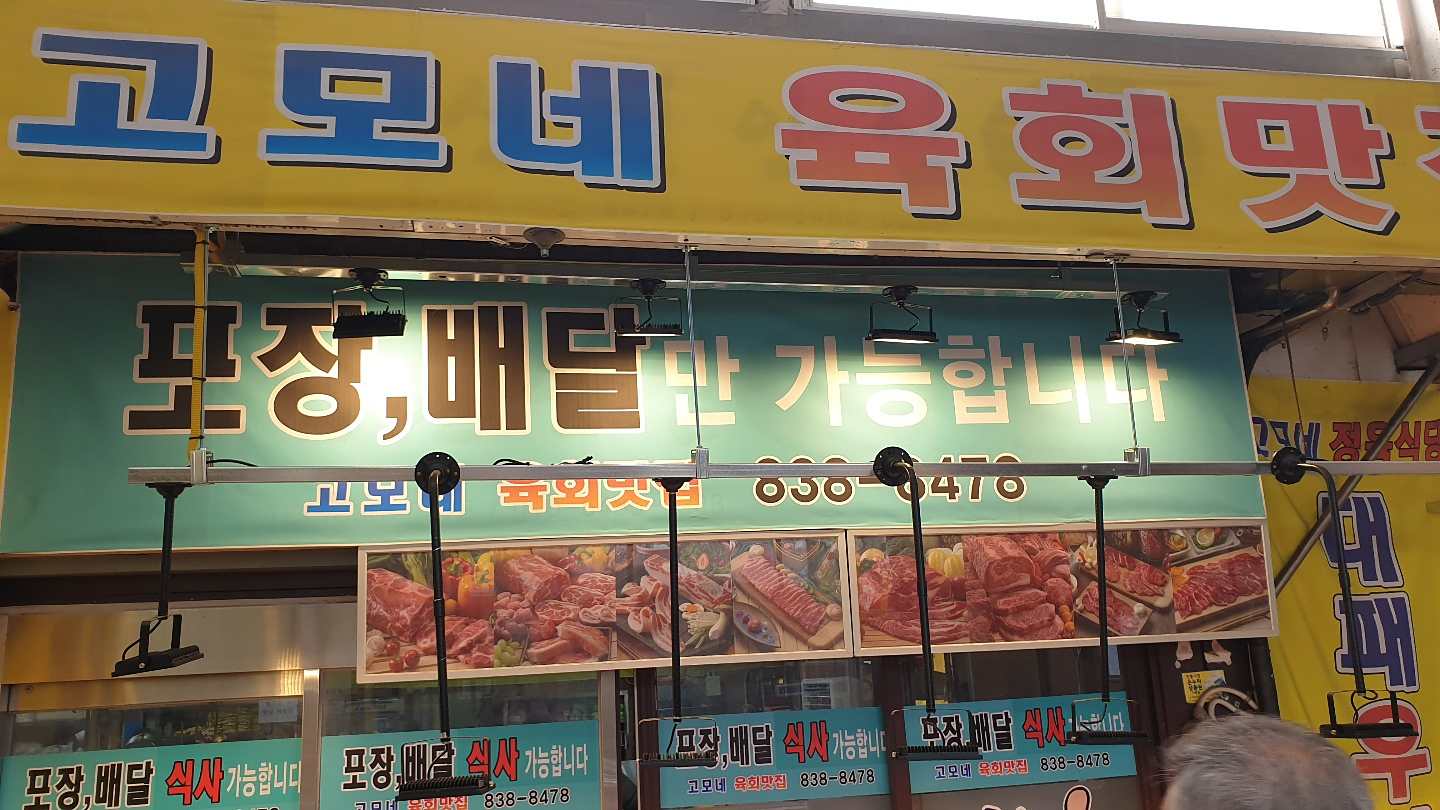 고모네 육회맛
포장,배달만 가능합니다
고모네 육회맛집 838-8478
고모네 정육식당
대패우
포장,배달 식사 가능합니다
포장,배달 식사 가능합니다
고모네 육회맛집 838-8478
포장,배달 식사 가능합니다
고모네 육회맛집 838-8478
포장,배달 식사
고모네 육회맛집 838-8478